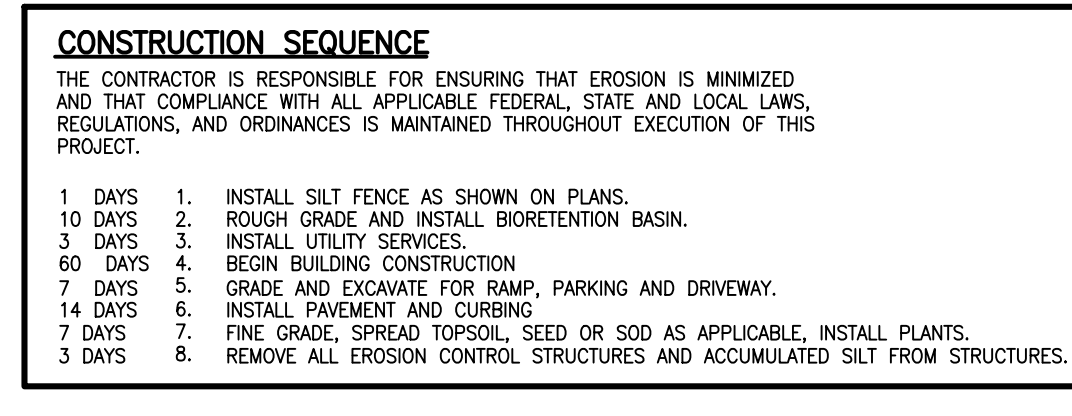 CONSTRUCTION SEQUENCE
THE CONTRACTOR IS RESPONSIBLE FOR ENSURING THAT EROSION IS MINIMIZED
AND THAT COMPLIANCE WITH ALL APPLICABLE FEDERAL, STATE AND LOCAL LAWS,
REGULATIONS, AND ORDINANCES IS MAINTAINED THROUGHOUT EXECUTION OF THIS
PROJECT.
1 DAYS 1. INSTALL SILT FENCE AS SHOWN ON PLANS.
10 DAYS 2. ROUGH GRADE AND INSTALL BIORETENTION BASIN.
3 DAYS 3. INSTALL UTILITY SERVICES.
60 DAYS 4. BEGIN BUILDING CONSTRUCTION
7 DAYS 5. GRADE AND EXCAVATE FOR RAMP, PARKING AND DRIVEWAY.
14 DAYS 6. INSTALL PAVEMENT AND CURBING
7 DAYS 7. FINE GRADE, SPREAD TOPSOIL, SEED OR SOD AS APPLICABLE, INSTALL PLANTS.
3 DAYS 8. REMOVE ALL EROSION CONTROL STRUCTURES AND ACCUMULATED SILT FROM STRUCTURES.